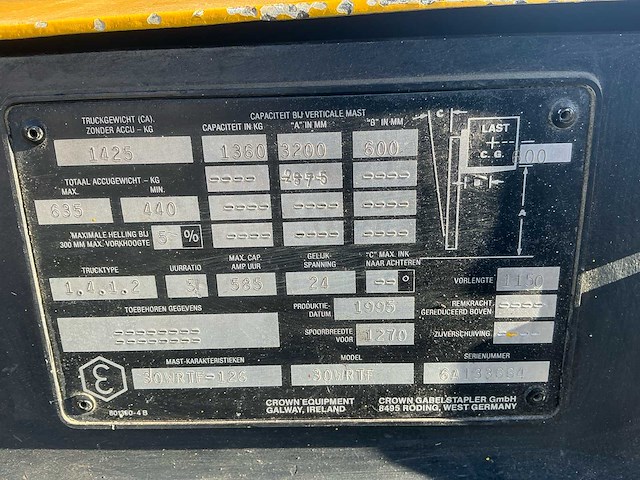 TRUCKGEWICHT (CA). ZONDER ACCU - KG
1425
CAPACITEIT BIJ VERTICALE MAST
CAPACITEIT IN KG "A" IN MM "B" IN MM
1360 3200 600
TOTAAL ACCUGEWICHT - KG
MAX. MIN.
635 440
MAXIMALE HELLING BIJ
300 MM MAX. VORKHOOGTE %
C
LAST
C. G.
A
TRUCKTYPE UURRATIO MAX. CAP. AMP UUR GELIJK- SPANNING "C" MAX. INK NAAR ACHTEREN
1.4.1.2 5 585 24 °
VORLENGTE 1150
TOEBEHOREN GEGEVENS
PRODUKTIE- DATUM 1995
REMKRACHT GEREDUCEERD BOVEN
SPOORBREEDTE VOOR 1270
ZIJVERSCHUIVING
MAST-KARAKTERISTIEKEN MODEL SERIENUMMER
30WRTF
801160-4 B
CROWN EQUIPMENT
GALWAY, IRELAND
CROWN GABELSTAPLER GmbH
8495 RODING, WEST GERMANY